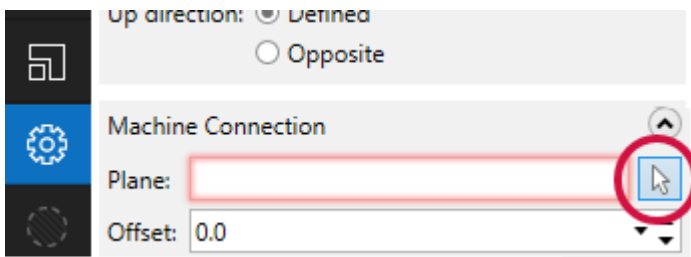 Up direction: Defined
Opposite
Machine Connection
Plane:
Offset: 0.0